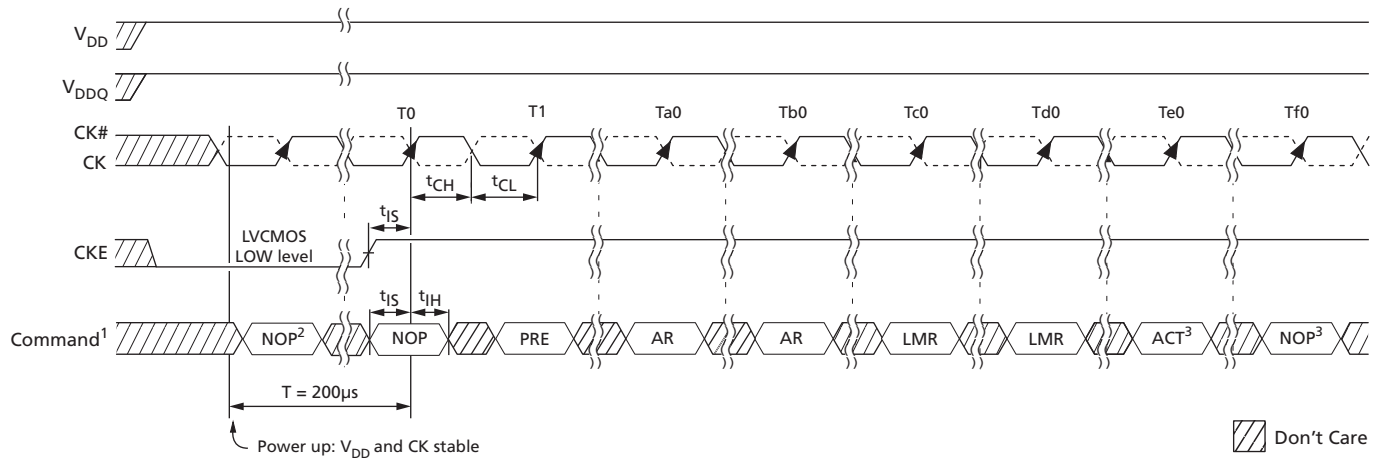 VDD
VDDQ
T0 T1 Ta0 Tb0 Tc0 Td0 Te0 Tf0
CK#
CK
tCH tCL
tIS
LVCMOS
LOW level
CKE
tIS tIH
Command¹ NOP² NOP PRE AR AR LMR LMR ACT³ NOP³
T = 200µs
Power up: VDD and CK stable
Don't Care